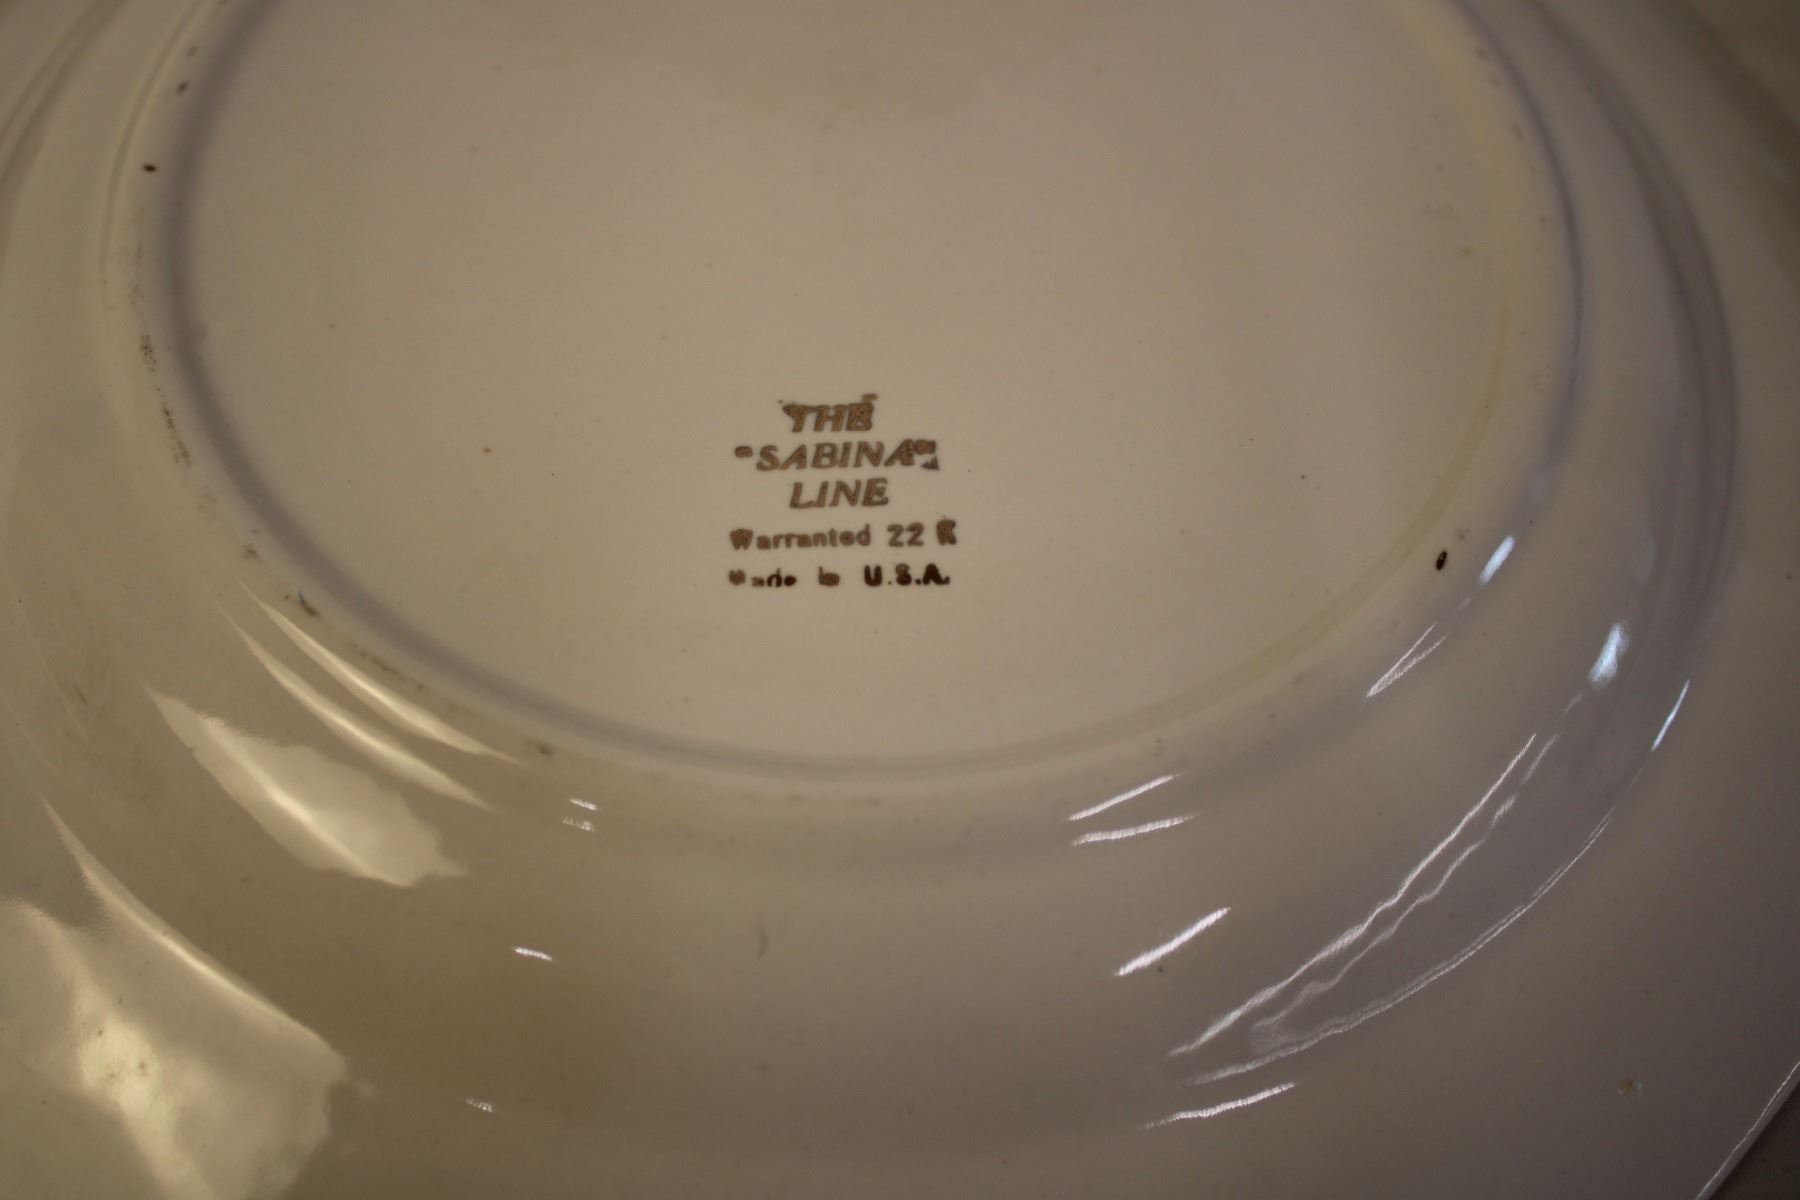 THE
"SABINA"
LINE
Warranted 22 K
Made in U.S.A.